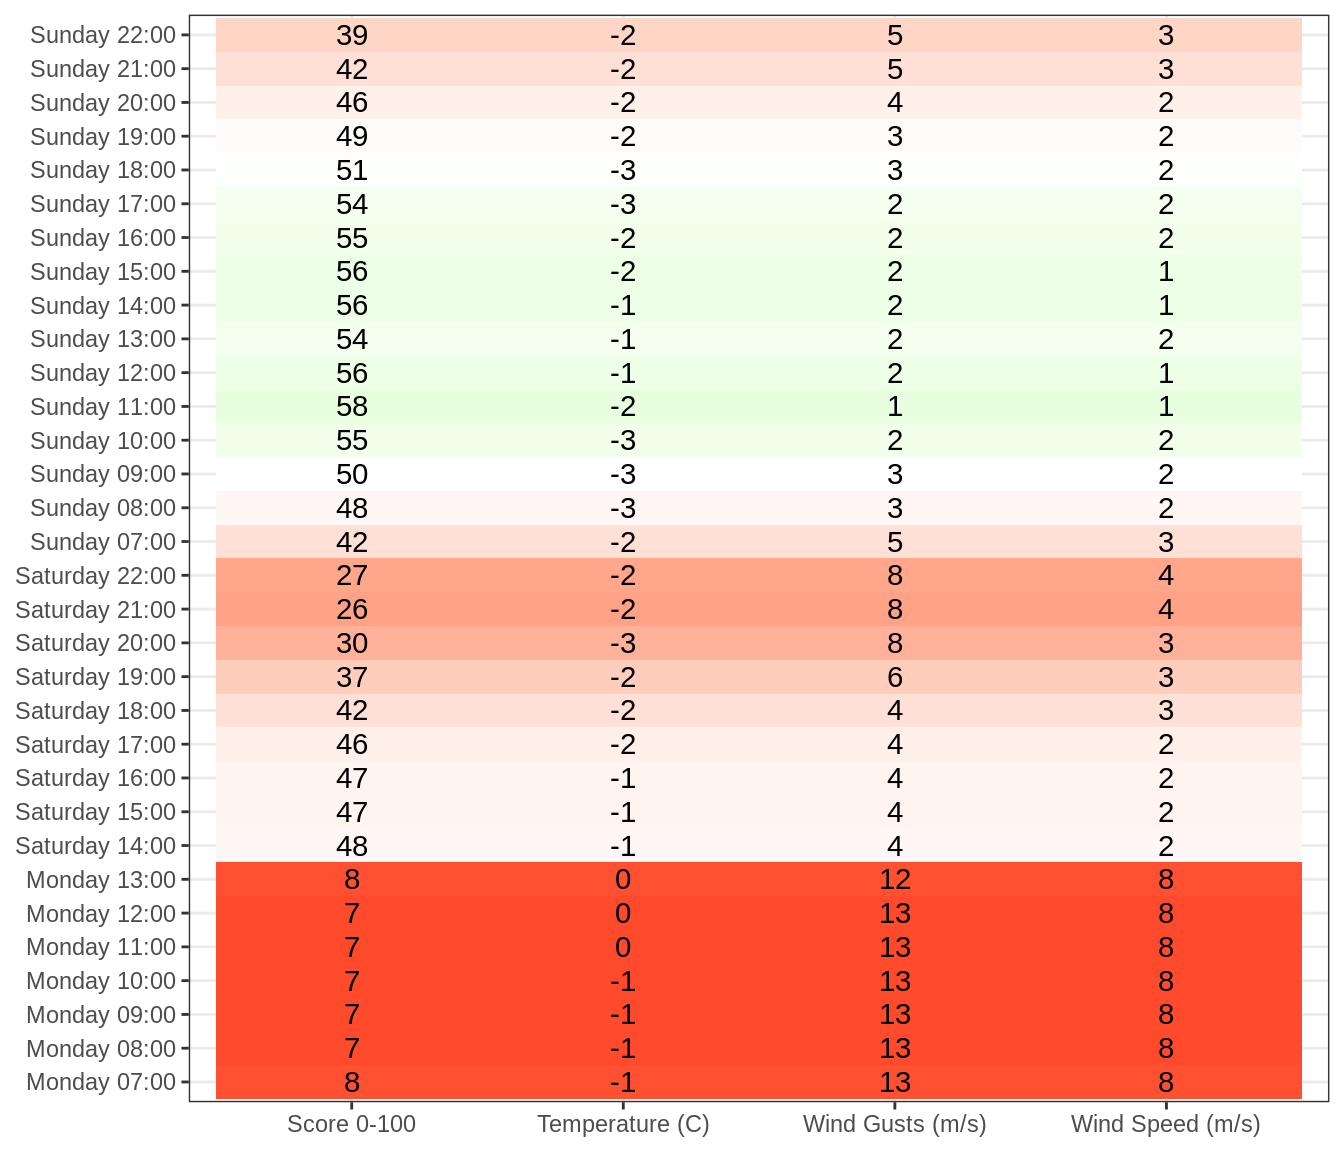 Sunday 22:00 39 -2 5 3
Sunday 21:00 42 -2 5 3
Sunday 20:00 46 -2 4 2
Sunday 19:00 49 -2 3 2
Sunday 18:00 51 -3 3 2
Sunday 17:00 54 -3 2 2
Sunday 16:00 55 -2 2 2
Sunday 15:00 56 -2 2 1
Sunday 14:00 56 -1 2 1
Sunday 13:00 54 -1 2 2
Sunday 12:00 56 -1 2 1
Sunday 11:00 58 -2 1 1
Sunday 10:00 55 -3 2 2
Sunday 09:00 50 -3 3 2
Sunday 08:00 48 -3 3 2
Sunday 07:00 42 -2 5 3
Saturday 22:00 27 -2 8 4
Saturday 21:00 26 -2 8 4
Saturday 20:00 30 -3 8 3
Saturday 19:00 37 -2 6 3
Saturday 18:00 42 -2 4 3
Saturday 17:00 46 -2 4 2
Saturday 16:00 47 -1 4 2
Saturday 15:00 47 -1 4 2
Saturday 14:00 48 -1 4 2
Monday 13:00 8 0 12 8
Monday 12:00 7 0 13 8
Monday 11:00 7 0 13 8
Monday 10:00 7 -1 13 8
Monday 09:00 7 -1 13 8
Monday 08:00 7 -1 13 8
Monday 07:00 8 -1 13 8
Score 0-100 Temperature (C) Wind Gusts (m/s) Wind Speed (m/s)